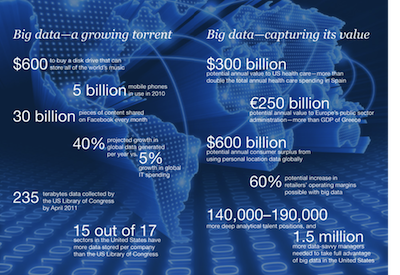 Big data—a growing torrent
$600 to buy a disk drive that can
store all of the world's music
5 billion mobile phones
in use in 2010
30 billion pieces of content shared
on Facebook every month
40% projected growth in
global data generated
per year vs.
5%
growth in global
IT spending
235 terabytes data collected by
the US Library of Congress
by April 2011
15 out of 17
sectors in the United States have
more data stored per company
than the US Library of Congress
Big data—capturing its value
$300 billion
potential annual value to US health care—more than
double the total annual health care spending in Spain
€250 billion
potential annual value to Europe's public sector
administration—more than GDP of Greece
$600 billion
potential annual consumer surplus from
using personal location data globally
60% potential increase in
retailers' operating margins
possible with big data
140,000–190,000
more deep analytical talent positions, and
1.5 million
more data-savvy managers
needed to take full advantage
of big data in the United States